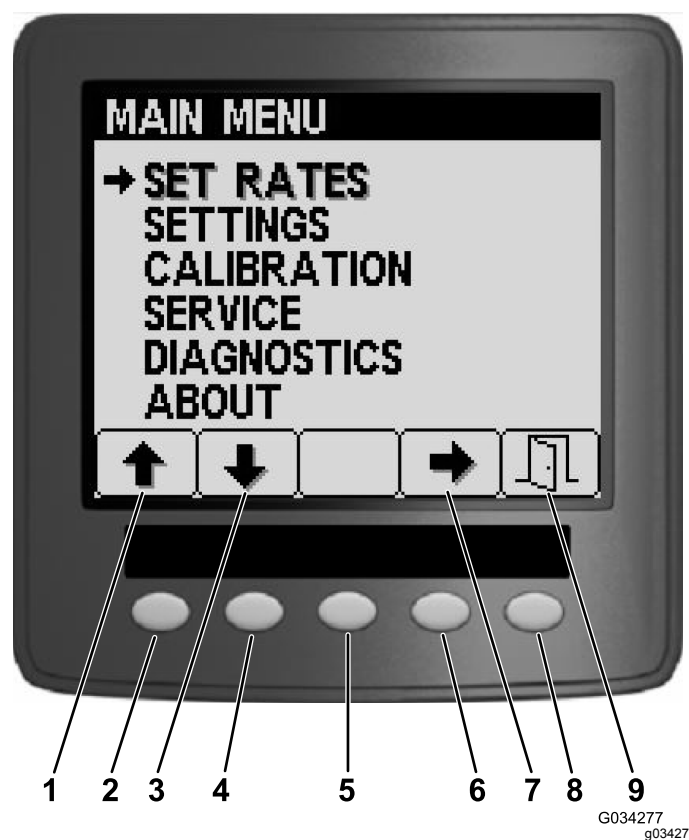 MAIN MENU
SET RATES
SETTINGS
CALIBRATION
SERVICE
DIAGNOSTICS
ABOUT
1 2 3 4 5 6 7 8 9
G034277
g03427